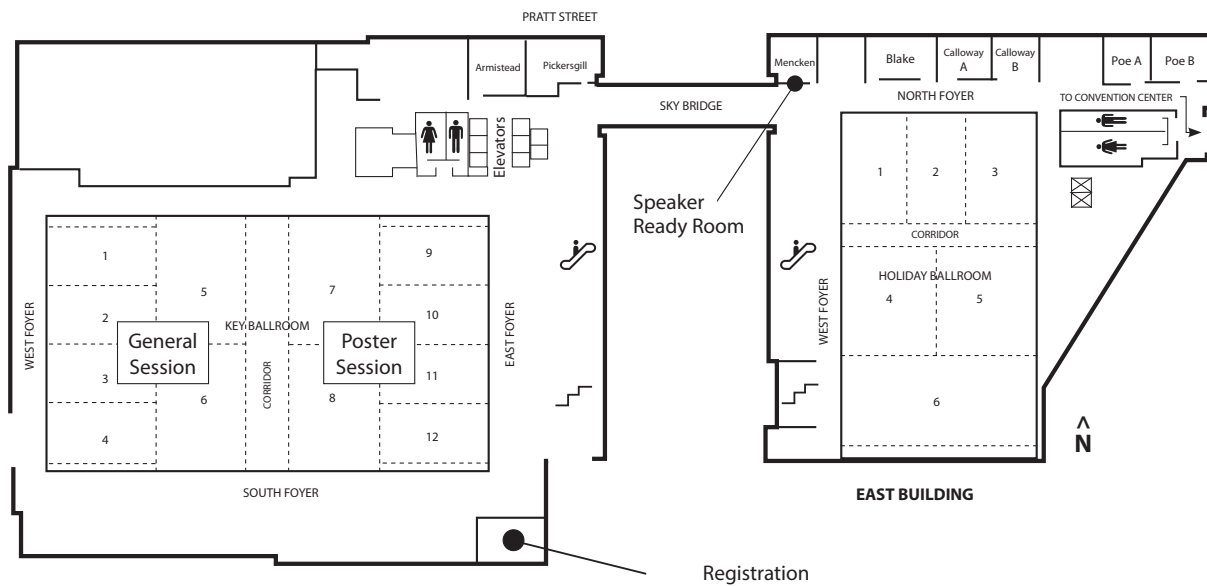 PRATT STREET
Armistead
Pickersgill
Elevators
SKY BRIDGE
Mencken
Blake
Calloway
A
Calloway
B
Poe A
Poe B
NORTH FOYER
TO CONVENTION CENTER
Speaker
Ready Room
1
2
3
4
5
6
7
8
9
10
11
12
WEST FOYER
KEY BALLROOM
CORRIDOR
General
Session
Poster
Session
EAST FOYER
SOUTH FOYER
1
2
3
CORRIDOR
HOLIDAY BALLROOM
4
5
6
WEST FOYER
N
EAST BUILDING
Registration